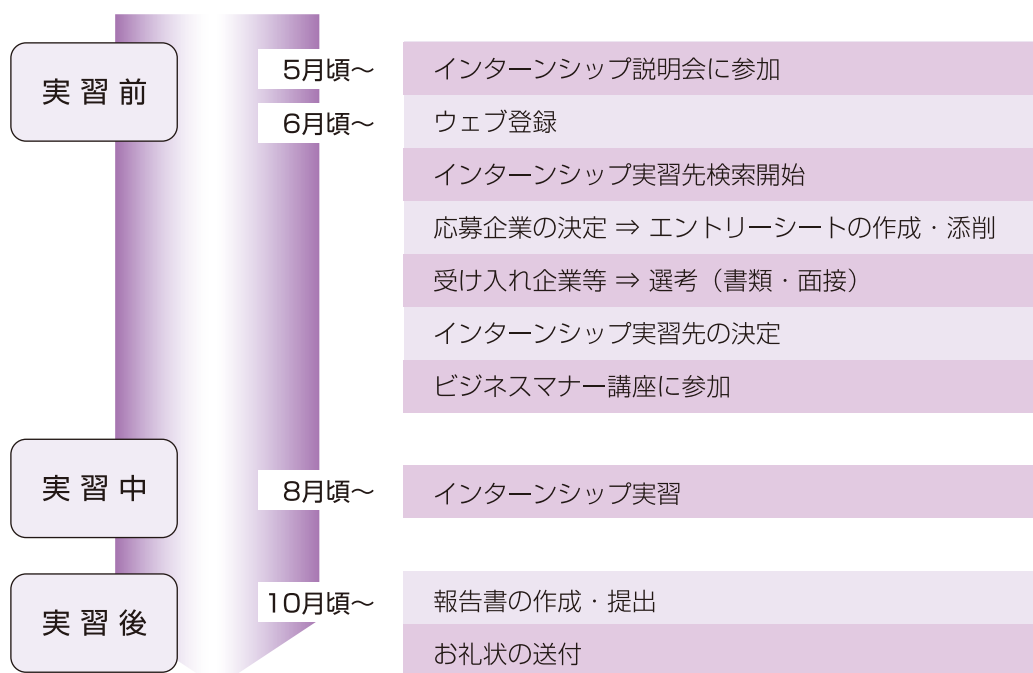 実習前
5月頃～
インターンシップ説明会に参加
6月頃～
ウェブ登録
インターンシップ実習先検索開始
応募企業の決定 ⇒ エントリーシートの作成・添削
受け入れ企業等 ⇒ 選考（書類・面接）
インターンシップ実習先の決定
ビジネスマナー講座に参加
実習中
8月頃～
インターンシップ実習
実習後
10月頃～
報告書の作成・提出
お礼状の送付